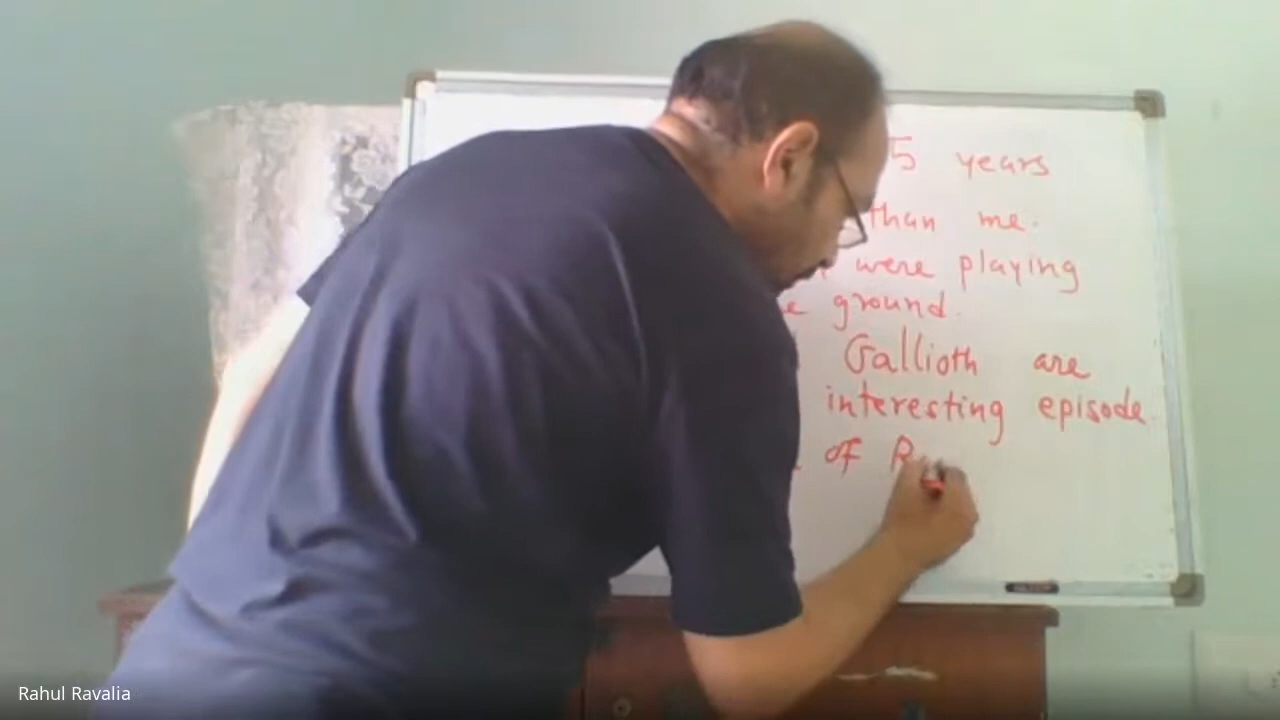 5 years
than me.
were playing
ground.
Gallioth are
interesting episode.
of
Rahul Ravalia